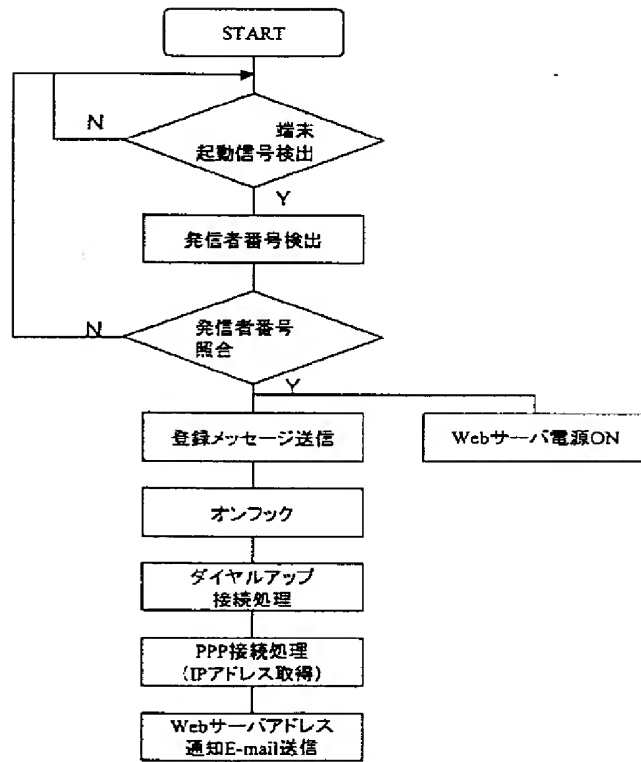 START
N
端末
起動信号検出
Y
発信者番号検出
N
発信者番号
照合
Y
登録メッセージ送信
Webサーバ電源ON
オンフック
ダイヤルアップ
接続処理
PPP接続処理
(IPアドレス取得)
Webサーバアドレス
通知E-mail送信